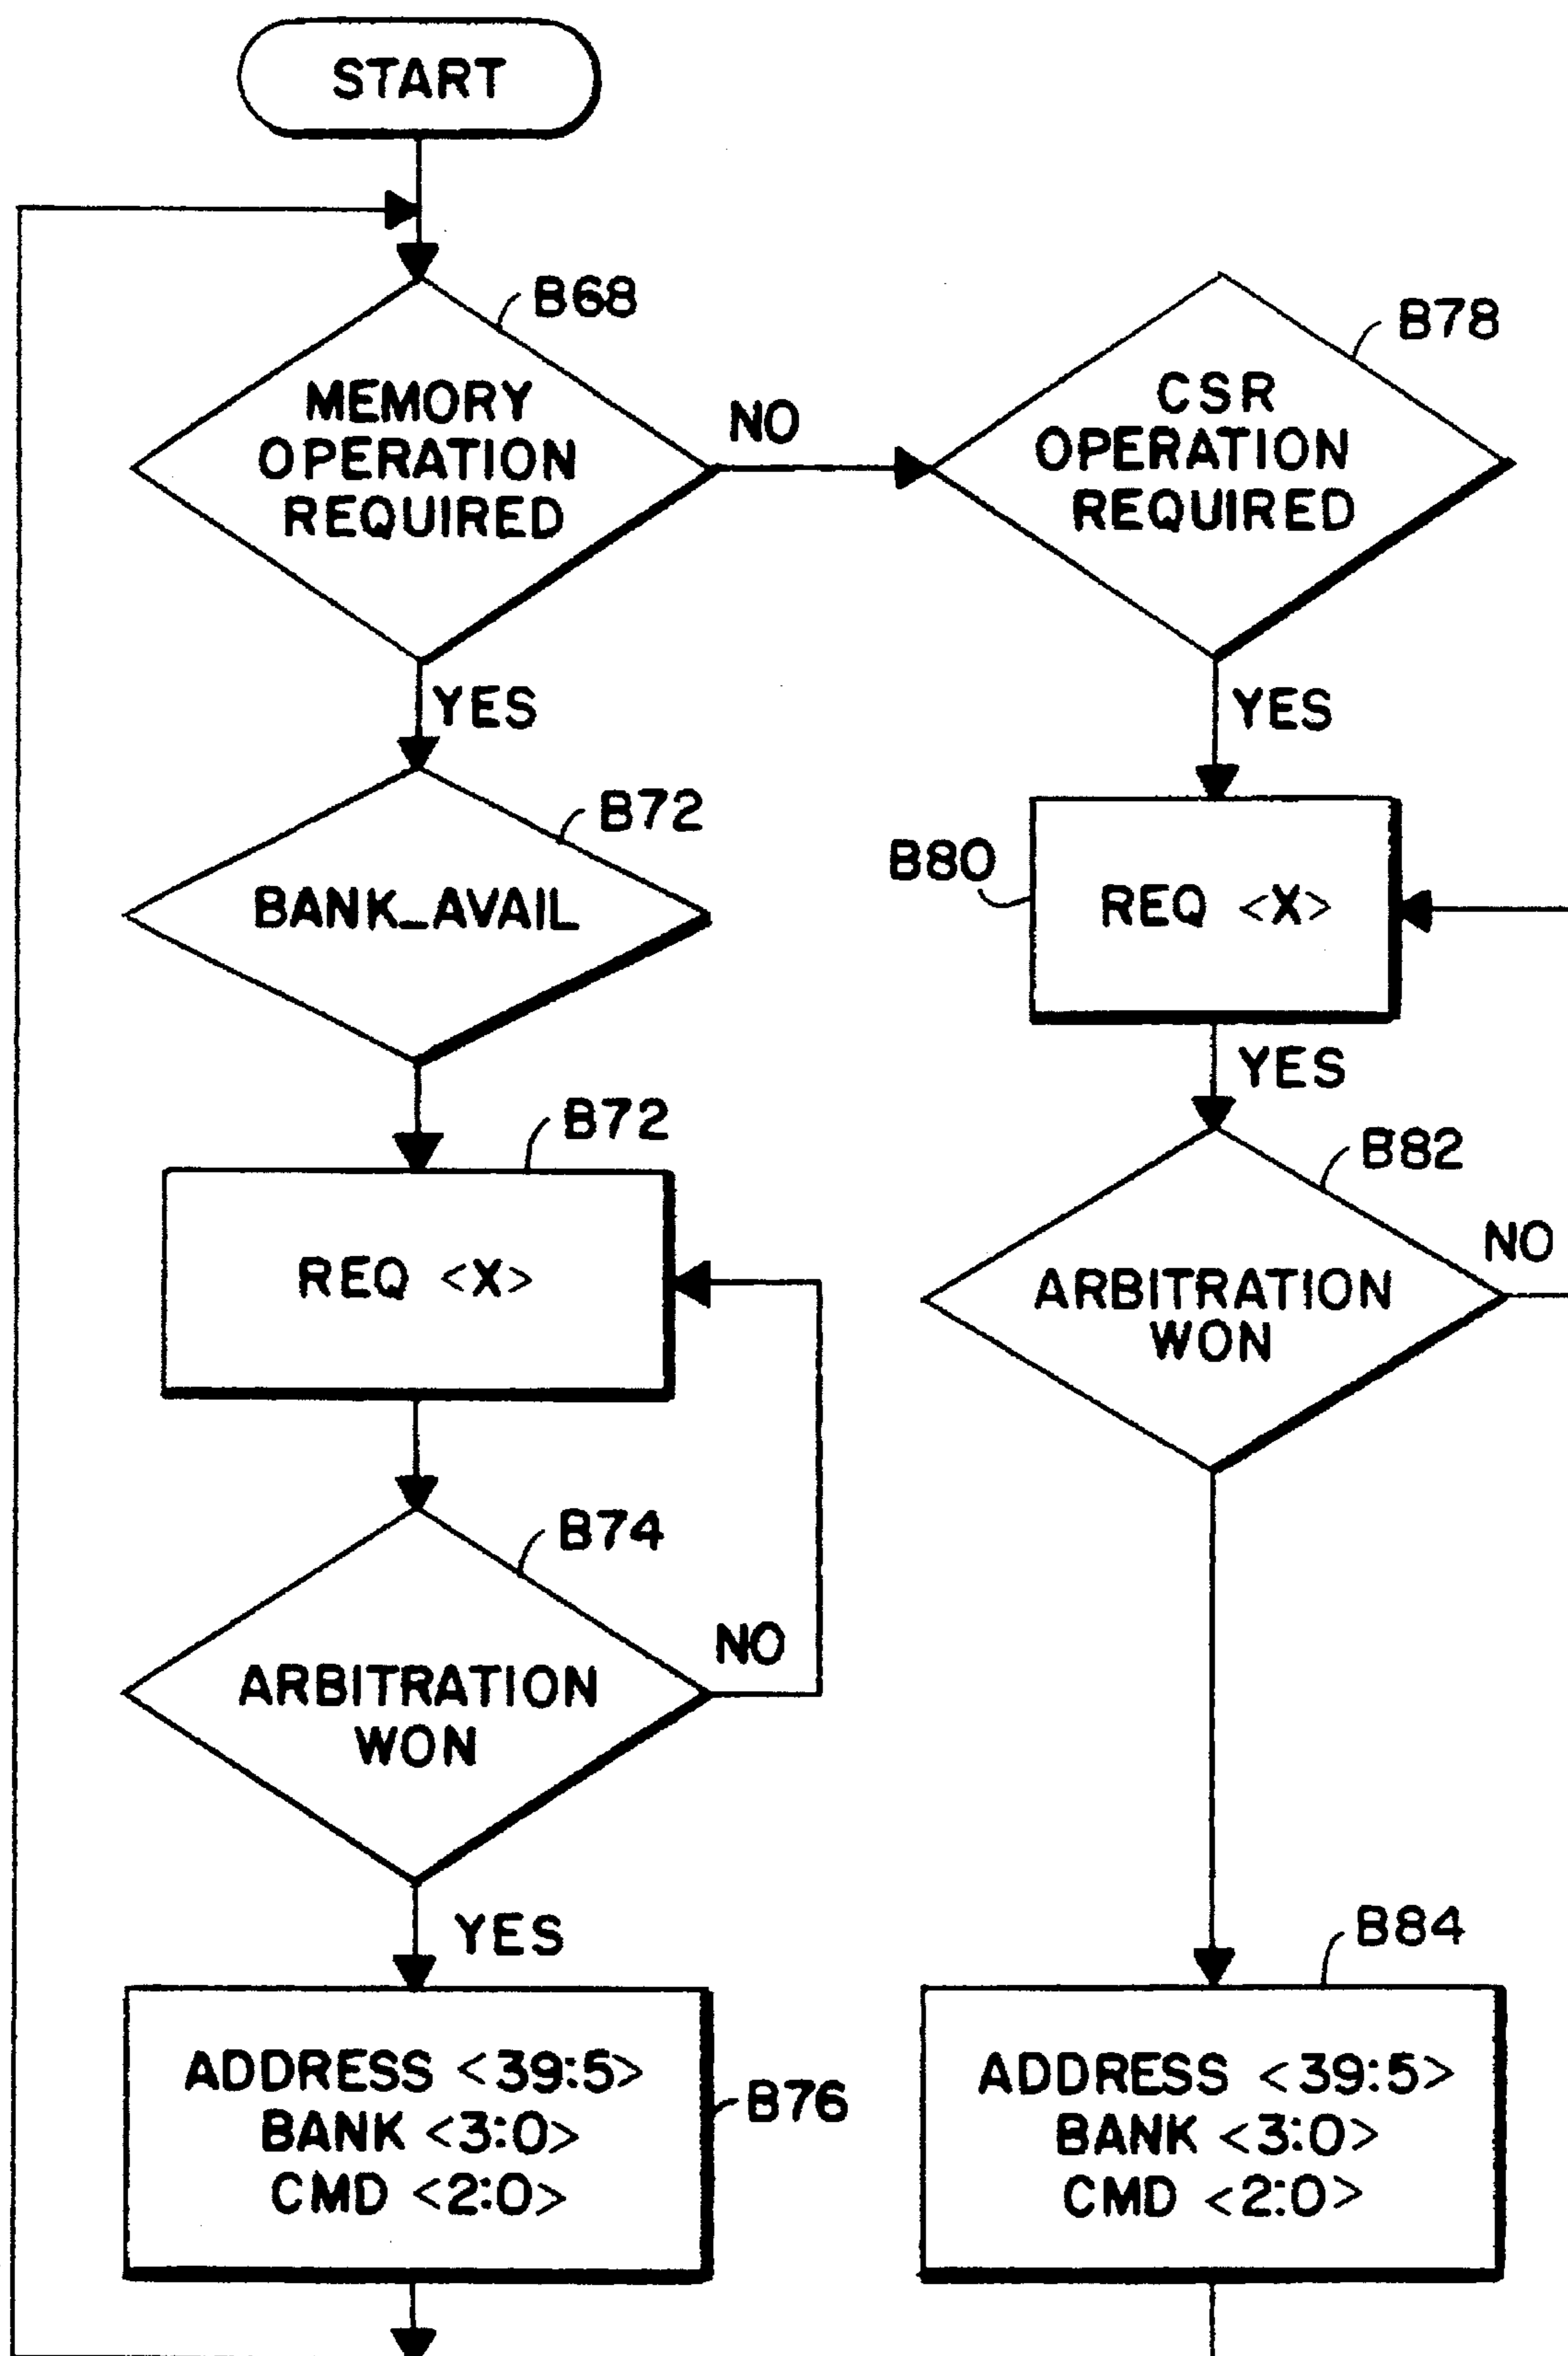 START
B68
MEMORY
OPERATION
REQUIRED
NO
B78
CSR
OPERATION
REQUIRED
YES
YES
B72
BANK_AVAIL
B80
REQ <X>
YES
B72
REQ <X>
B82
ARBITRATION
WON
NO
B74
ARBITRATION
WON
NO
YES
B76
ADDRESS <39:5>
BANK <3:0>
CMD <2:0>
B84
ADDRESS <39:5>
BANK <3:0>
CMD <2:0>